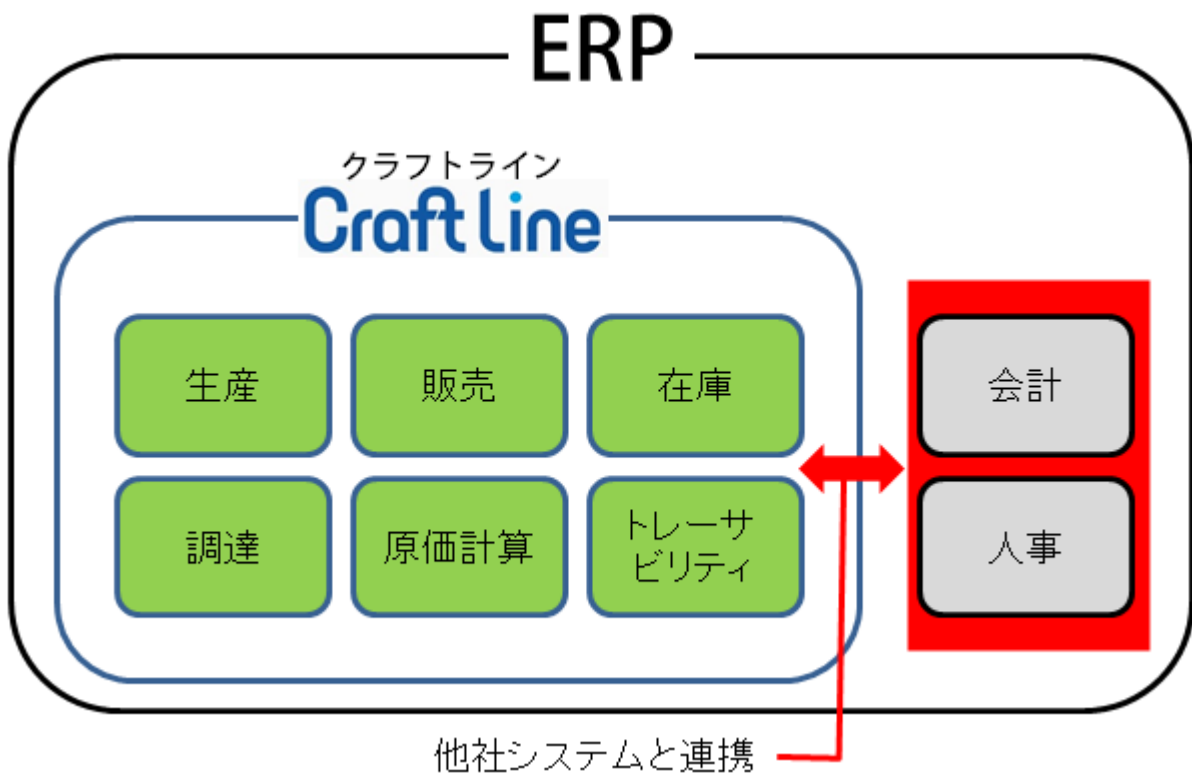 ERP
クラフトライン
Craft Line
生産
販売
在庫
会計
調達
原価計算
トレーサ
ビリティ
人事
他社システムと連携